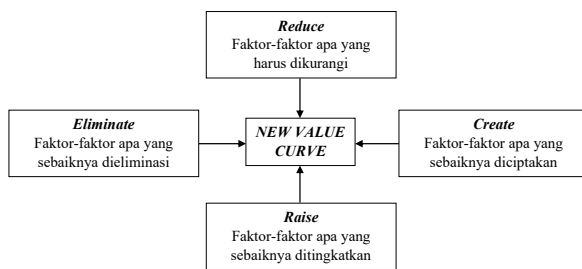 Reduce
Faktor-faktor apa yang
harus dikurangi
Eliminate
Faktor-faktor apa yang
sebaiknya dieliminasi
NEW VALUE
CURVE
Create
Faktor-faktor apa yang
sebaiknya diciptakan
Raise
Faktor-faktor apa yang
sebaiknya ditingkatkan